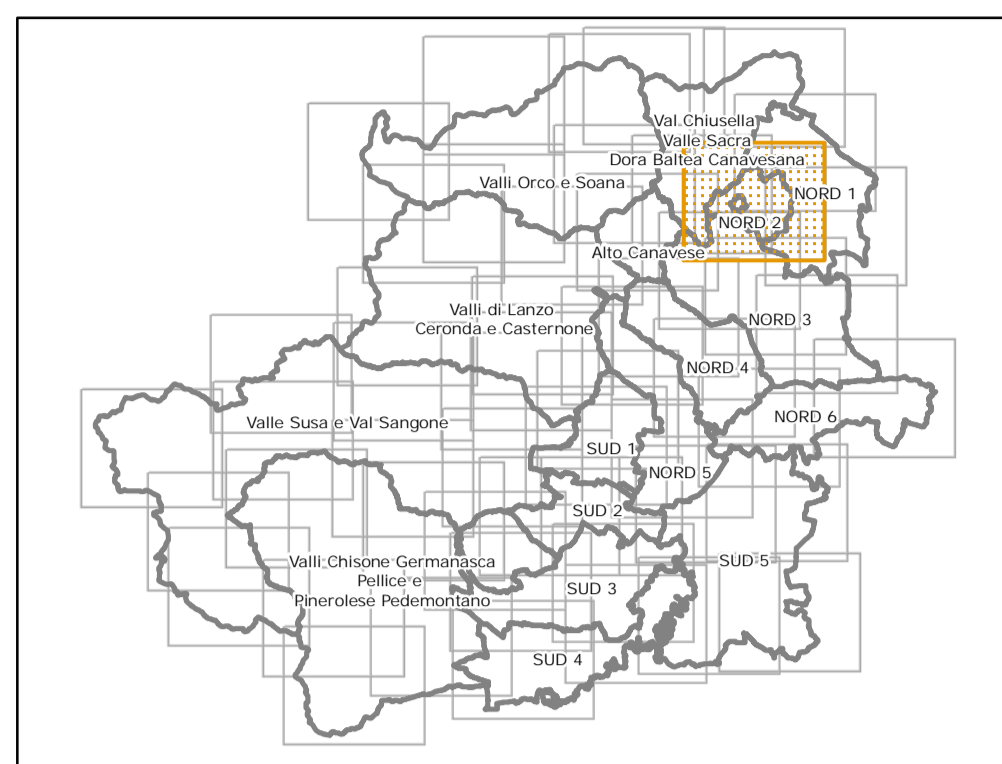 Val Chiusella
Valle Sacra
Dora Baltea Canavesana
Valli Orco e Soana
NORD 1
NORD 2
Alto Canavese
Valli di Lanzo
Ceronda e Casternone
NORD 3
NORD 4
NORD 6
Valle Susa e Val Sangone
SUD 1
NORD 5
SUD 2
Valli Chisone Germanasca
Pellice e
Pinerolese Pedemontano
SUD 5
SUD 3
SUD 4